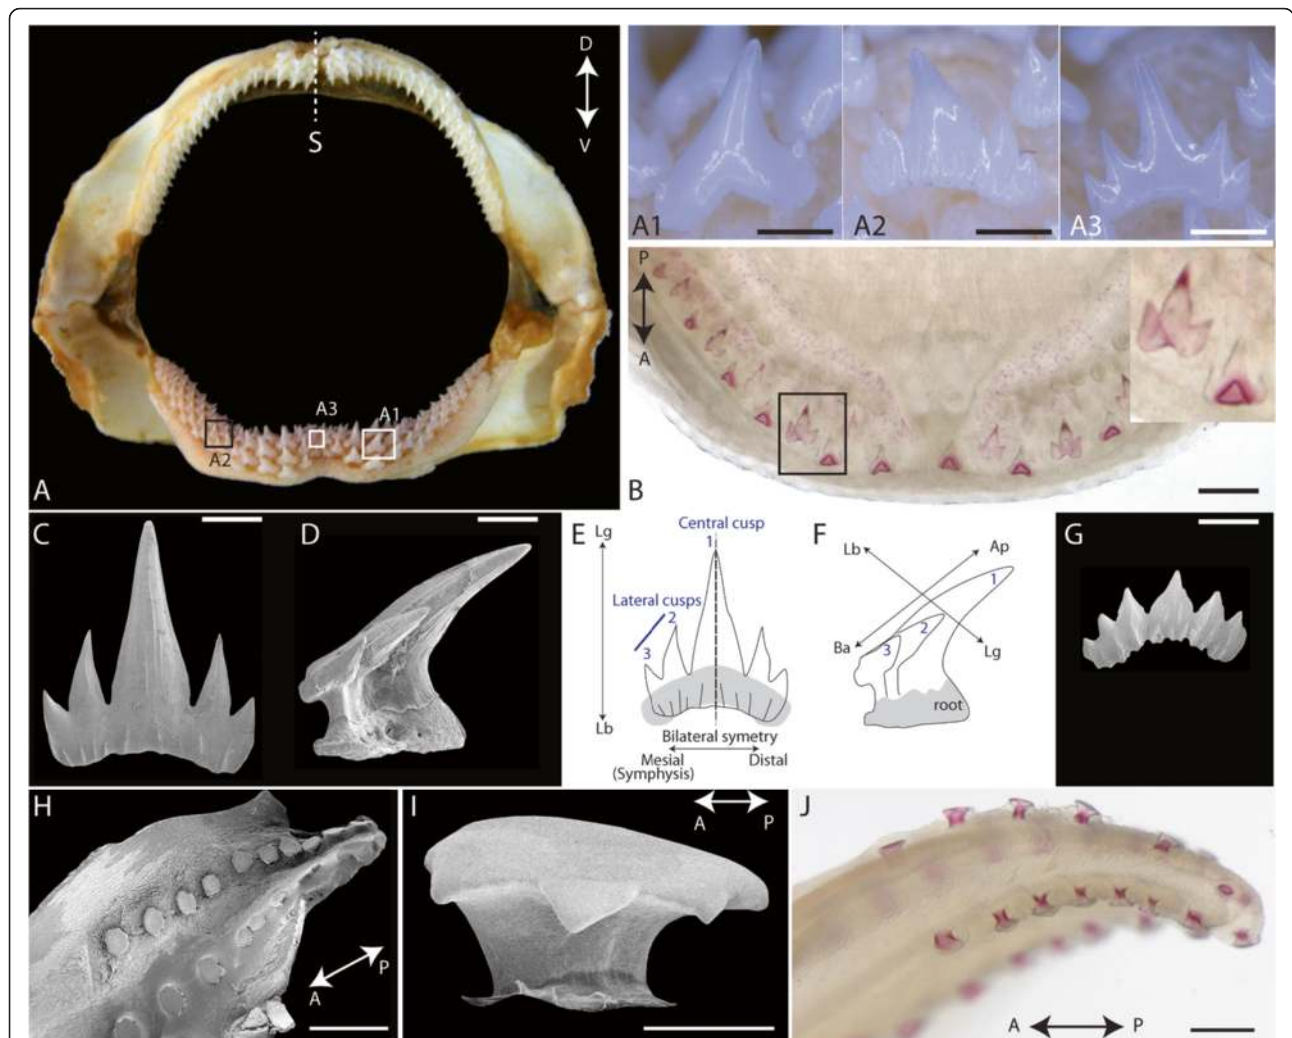 D
V
S
A3
A1
A2
A
A1
A2
A3
P
A
B
C
D
E
Lg
Central cusp
1
Lateral cusps
2
3
Lb
Bilateral symetry
Mesial
(Symphysis)
Distal
F
Lb
Ap
1
2
3
Ba
Lg
root
G
H
A
P
I
A
P
J
A
P